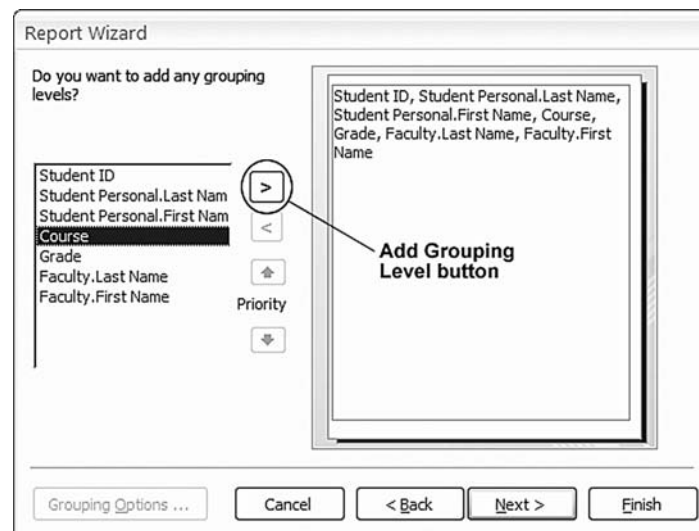 Report Wizard
Do you want to add any grouping
levels?
Student ID
Student Personal.Last Nam
Student Personal.First Nam
Course
Grade
Faculty.Last Name
Faculty.First Name
>
<
Priority
Student ID, Student Personal.Last Name,
Student Personal.First Name, Course,
Grade, Faculty.Last Name, Faculty.First
Name
Add Grouping
Level button
Grouping Options ...
Cancel
< Back
Next >
Finish